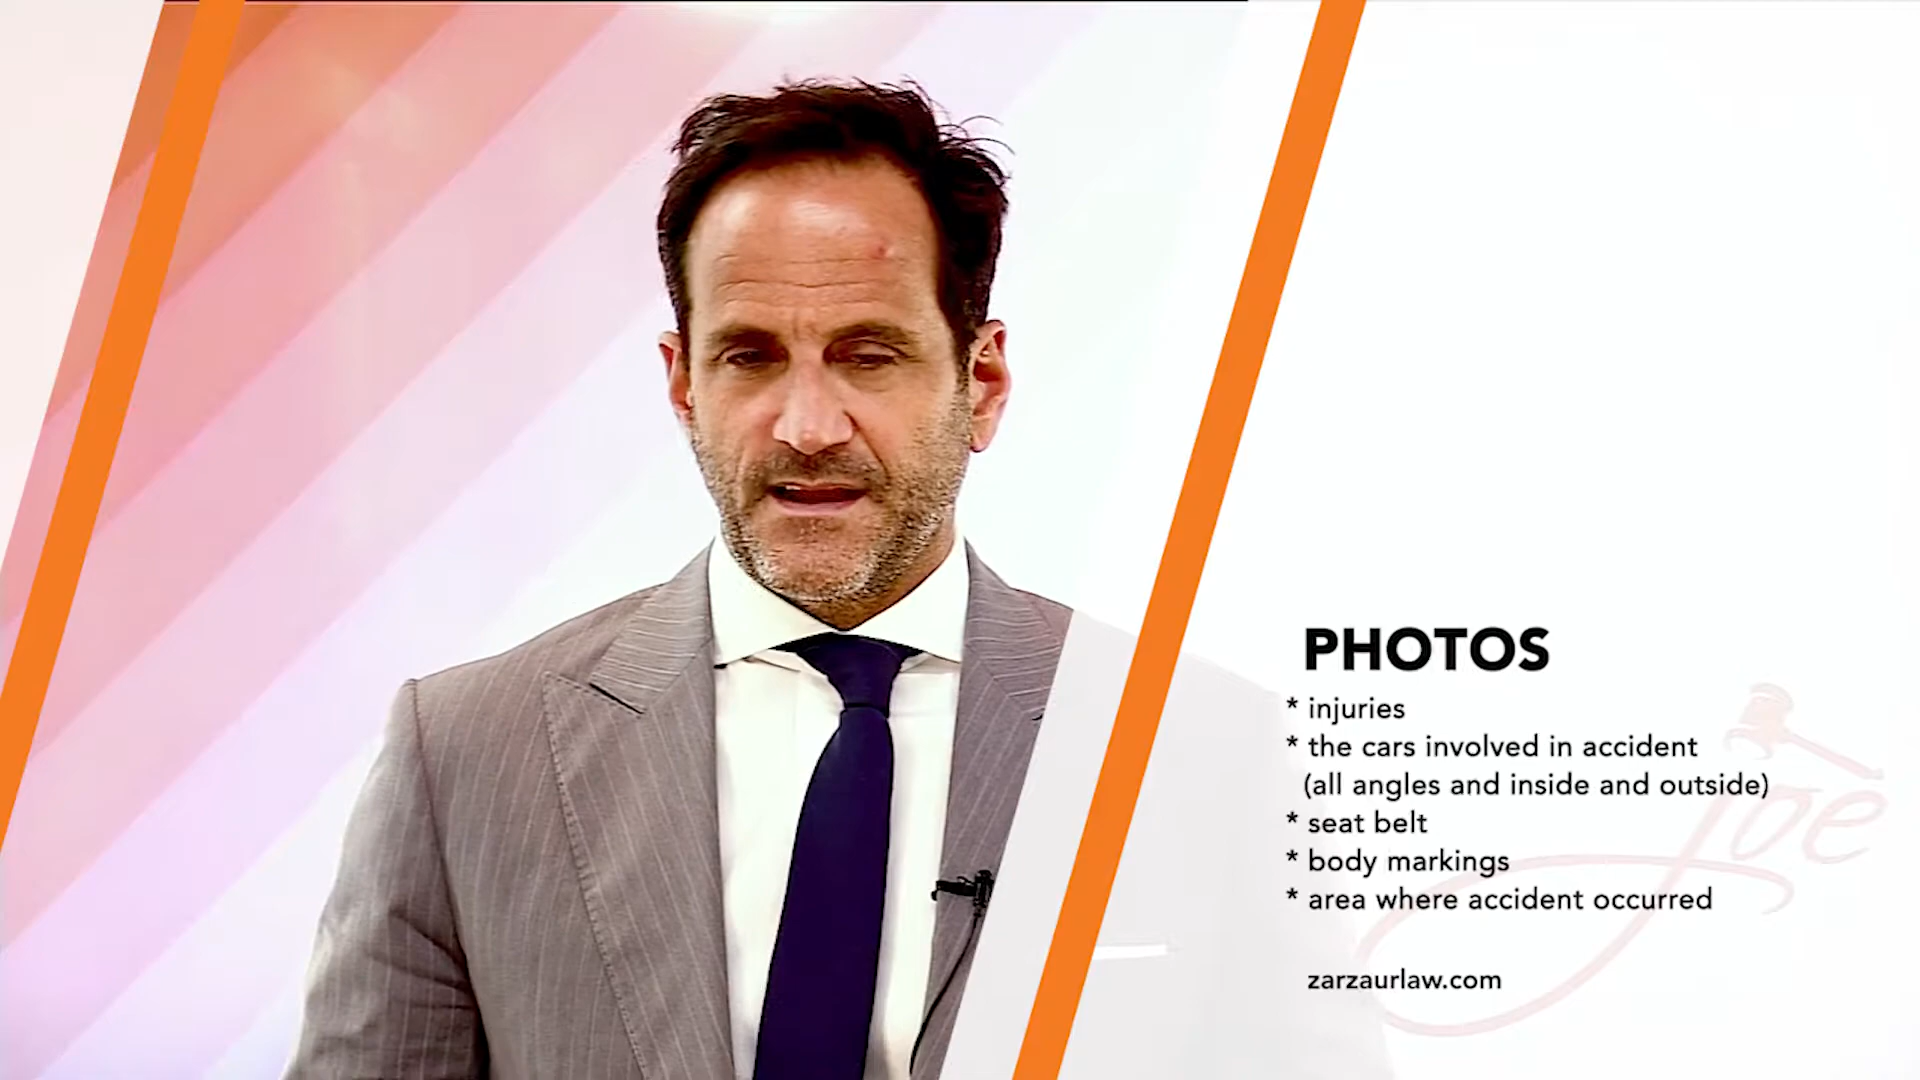 PHOTOS
* injuries
* the cars involved in accident
(all angles and inside and outside)
* seat belt
* body markings
* area where accident occurred
Joe
zarzaurlaw.com